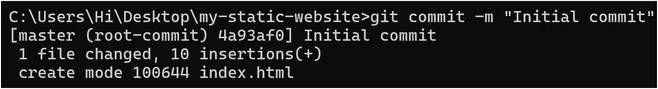 C:\Users\Hi\Desktop\my-static-website>git commit -m "Initial commit"
[master (root-commit) 4a93af0] Initial commit
 1 file changed, 10 insertions(+)
 create mode 100644 index.html